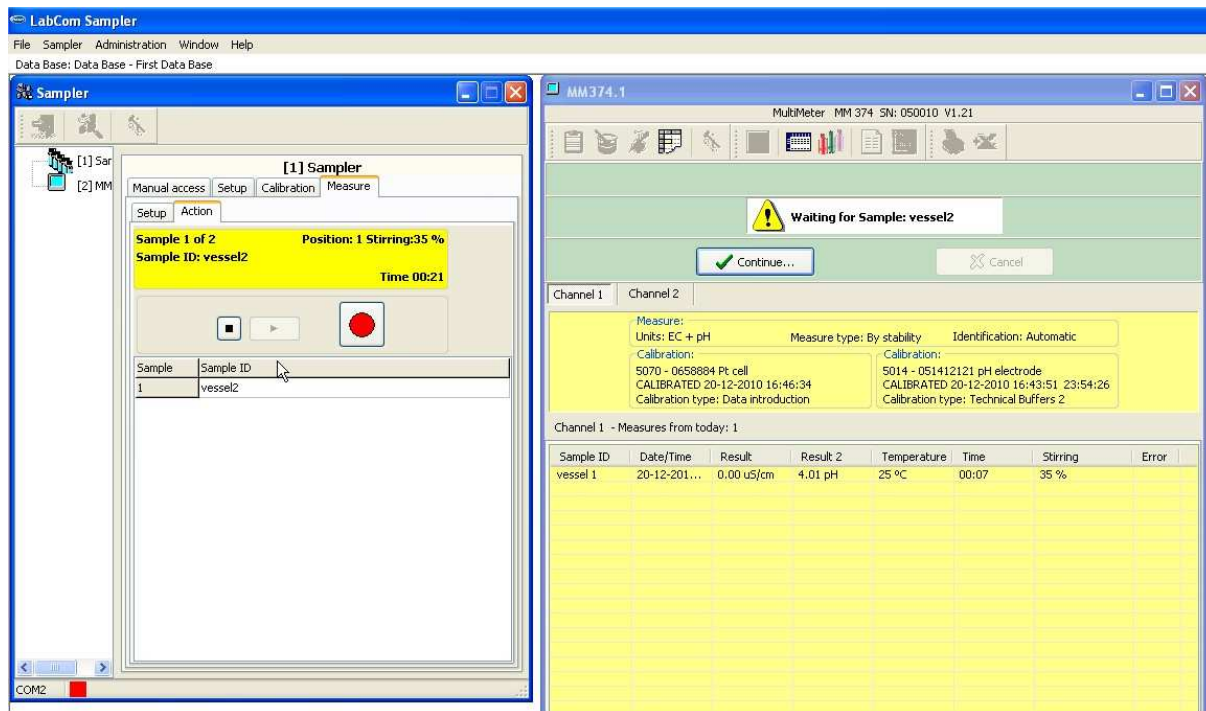 LabCom Sampler
File Sampler Administration Window Help
Data Base: Data Base - First Data Base
Sampler
[1] Sar
[2] MM
[1] Sampler
Manual access Setup Calibration Measure
Setup Action
Sample 1 of 2 Position: 1 Stirring:35 %
Sample ID: vessel2
Time 00:21
Sample Sample ID
1 vessel2
COM2
MM374.1
MultiMeter MM 374 SN: 050010 V1.21
Waiting for Sample: vessel2
Continue... Cancel
Channel 1 Channel 2
Measure:
Units: EC + pH Measure type: By stability Identification: Automatic
Calibration:
5070 - 0658884 Pt cell
CALIBRATED 20-12-2010 16:46:34
Calibration type: Data introduction
Calibration:
5014 - 051412121 pH electrode
CALIBRATED 20-12-2010 16:43:51 23:54:26
Calibration type: Technical Buffers 2
Channel 1 - Measures from today: 1
Sample ID Date/Time Result Result 2 Temperature Time Stirring Error
vessel 1 20-12-201... 0.00 uS/cm 4.01 pH 25 ºC 00:07 35 %